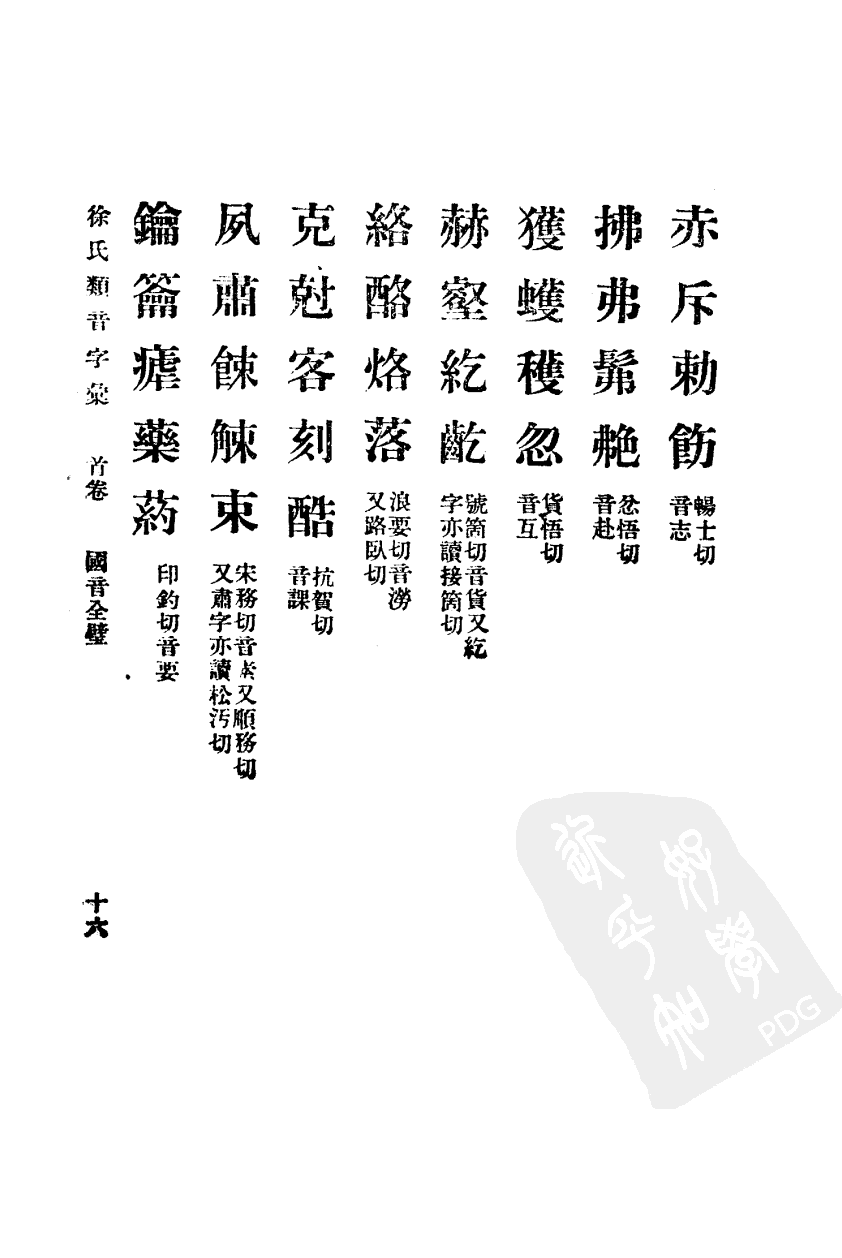 赤斥勅飭 暢士切音志
拂弗髴艴 忿悟切音赴
獲蠖穫忽 貨悟切音互
赫壑紇齕 號箇切音貨又紇字亦讀接箇切
絡酪烙落 浪要切音澇又路臥切
克尅客刻酷 抗賀切音課
夙肅餗觫束 宋務切音素又順務切又肅字亦讀松汚切
鑰籥瘧藥葯 印釣切音要
徐氏類音字彙 首卷 國音全璧 十六
PDG